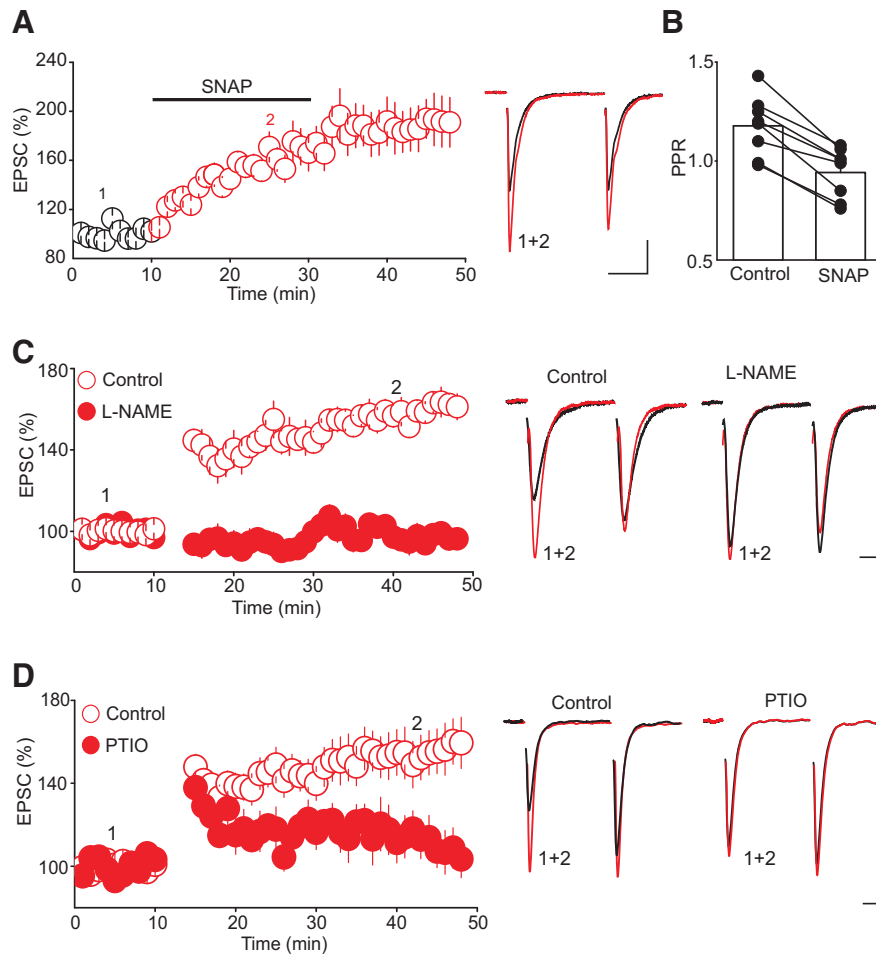 A
B
240
200
160
120
80
EPSC (%)
SNAP
1
2
0 10 20 30 40 50
Time (min)
1+2
1.5
1.0
0.5
PPR
Control SNAP
C
180
140
100
EPSC (%)
Control
L-NAME
1
2
0 10 20 30 40 50
Time (min)
Control L-NAME
1+2 1+2
D
180
140
100
EPSC (%)
Control
PTIO
1
2
0 10 20 30 40 50
Time (min)
Control PTIO
1+2 1+2